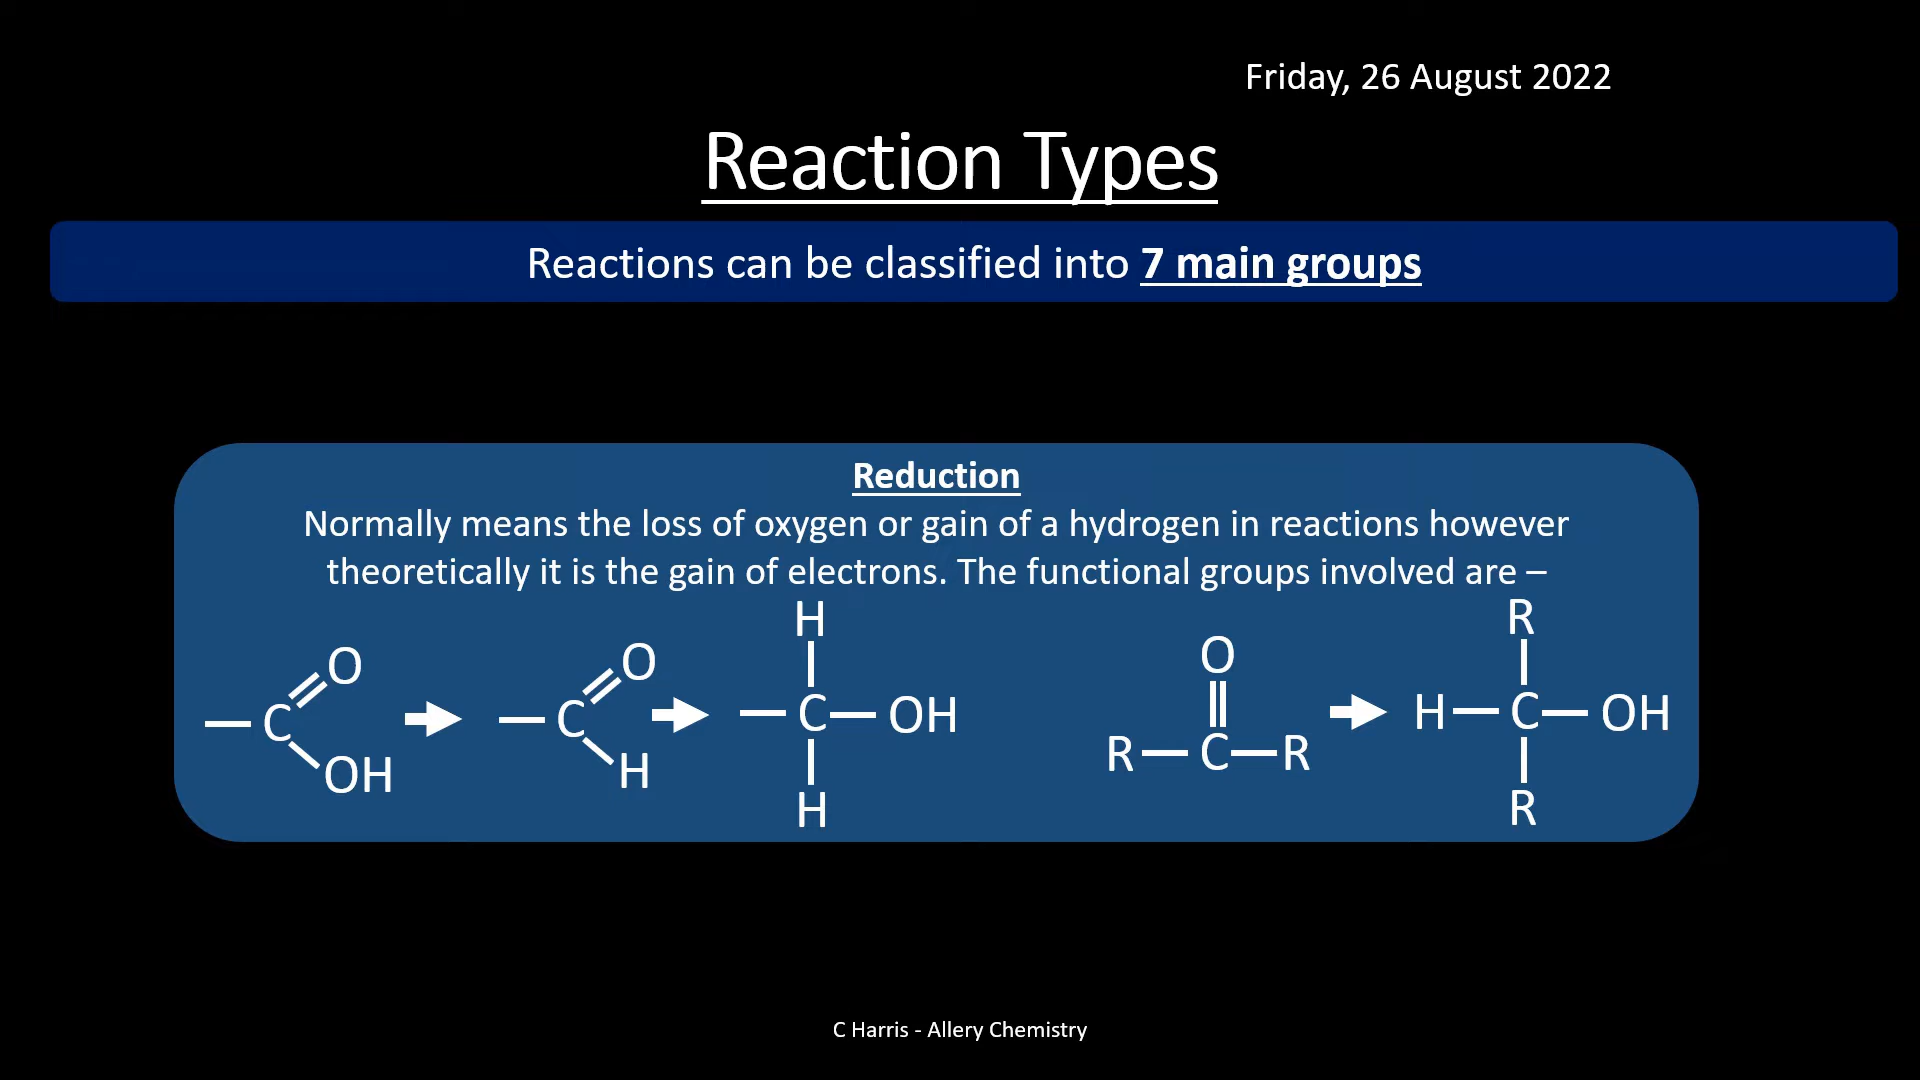 Friday, 26 August 2022
Reaction Types
Reactions can be classified into 7 main groups
Reduction
Normally means the loss of oxygen or gain of a hydrogen in reactions however
theoretically it is the gain of electrons. The functional groups involved are –
O
C
OH
O
C
H
H
C OH
H
O
R C R
R
H C OH
R
C Harris - Allery Chemistry